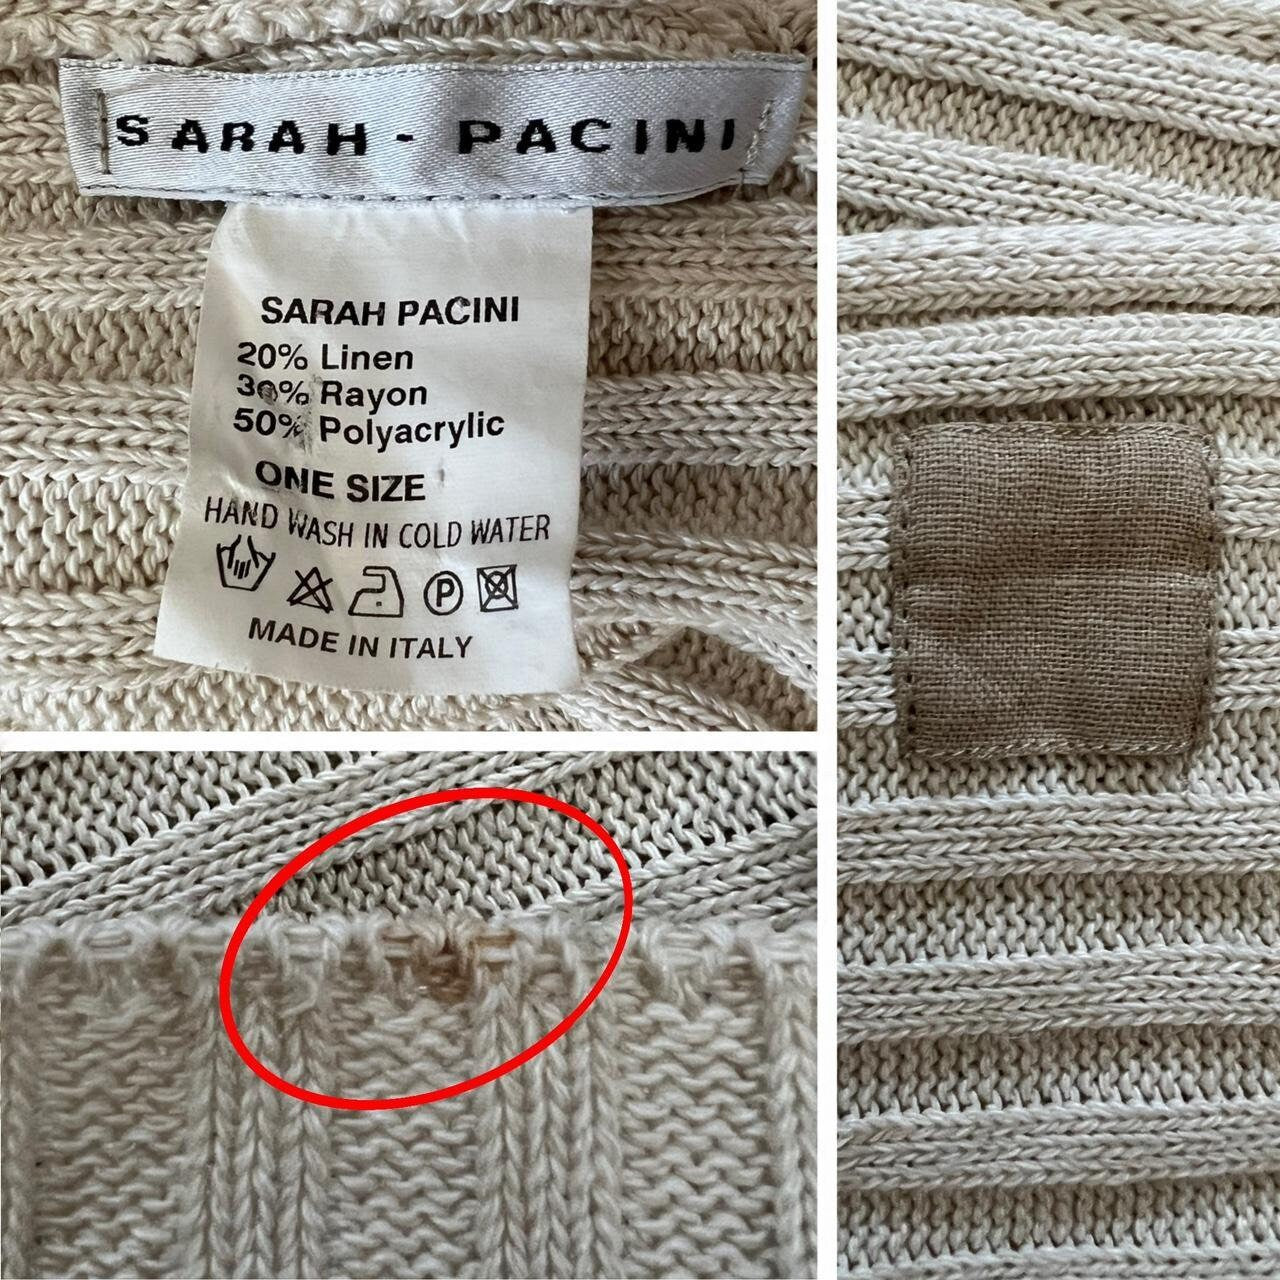 SARAH - PACINI
SARAH PACINI
20% Linen
30% Rayon
50% Polyacrylic
ONE SIZE
HAND WASH IN COLD WATER
P
MADE IN ITALY